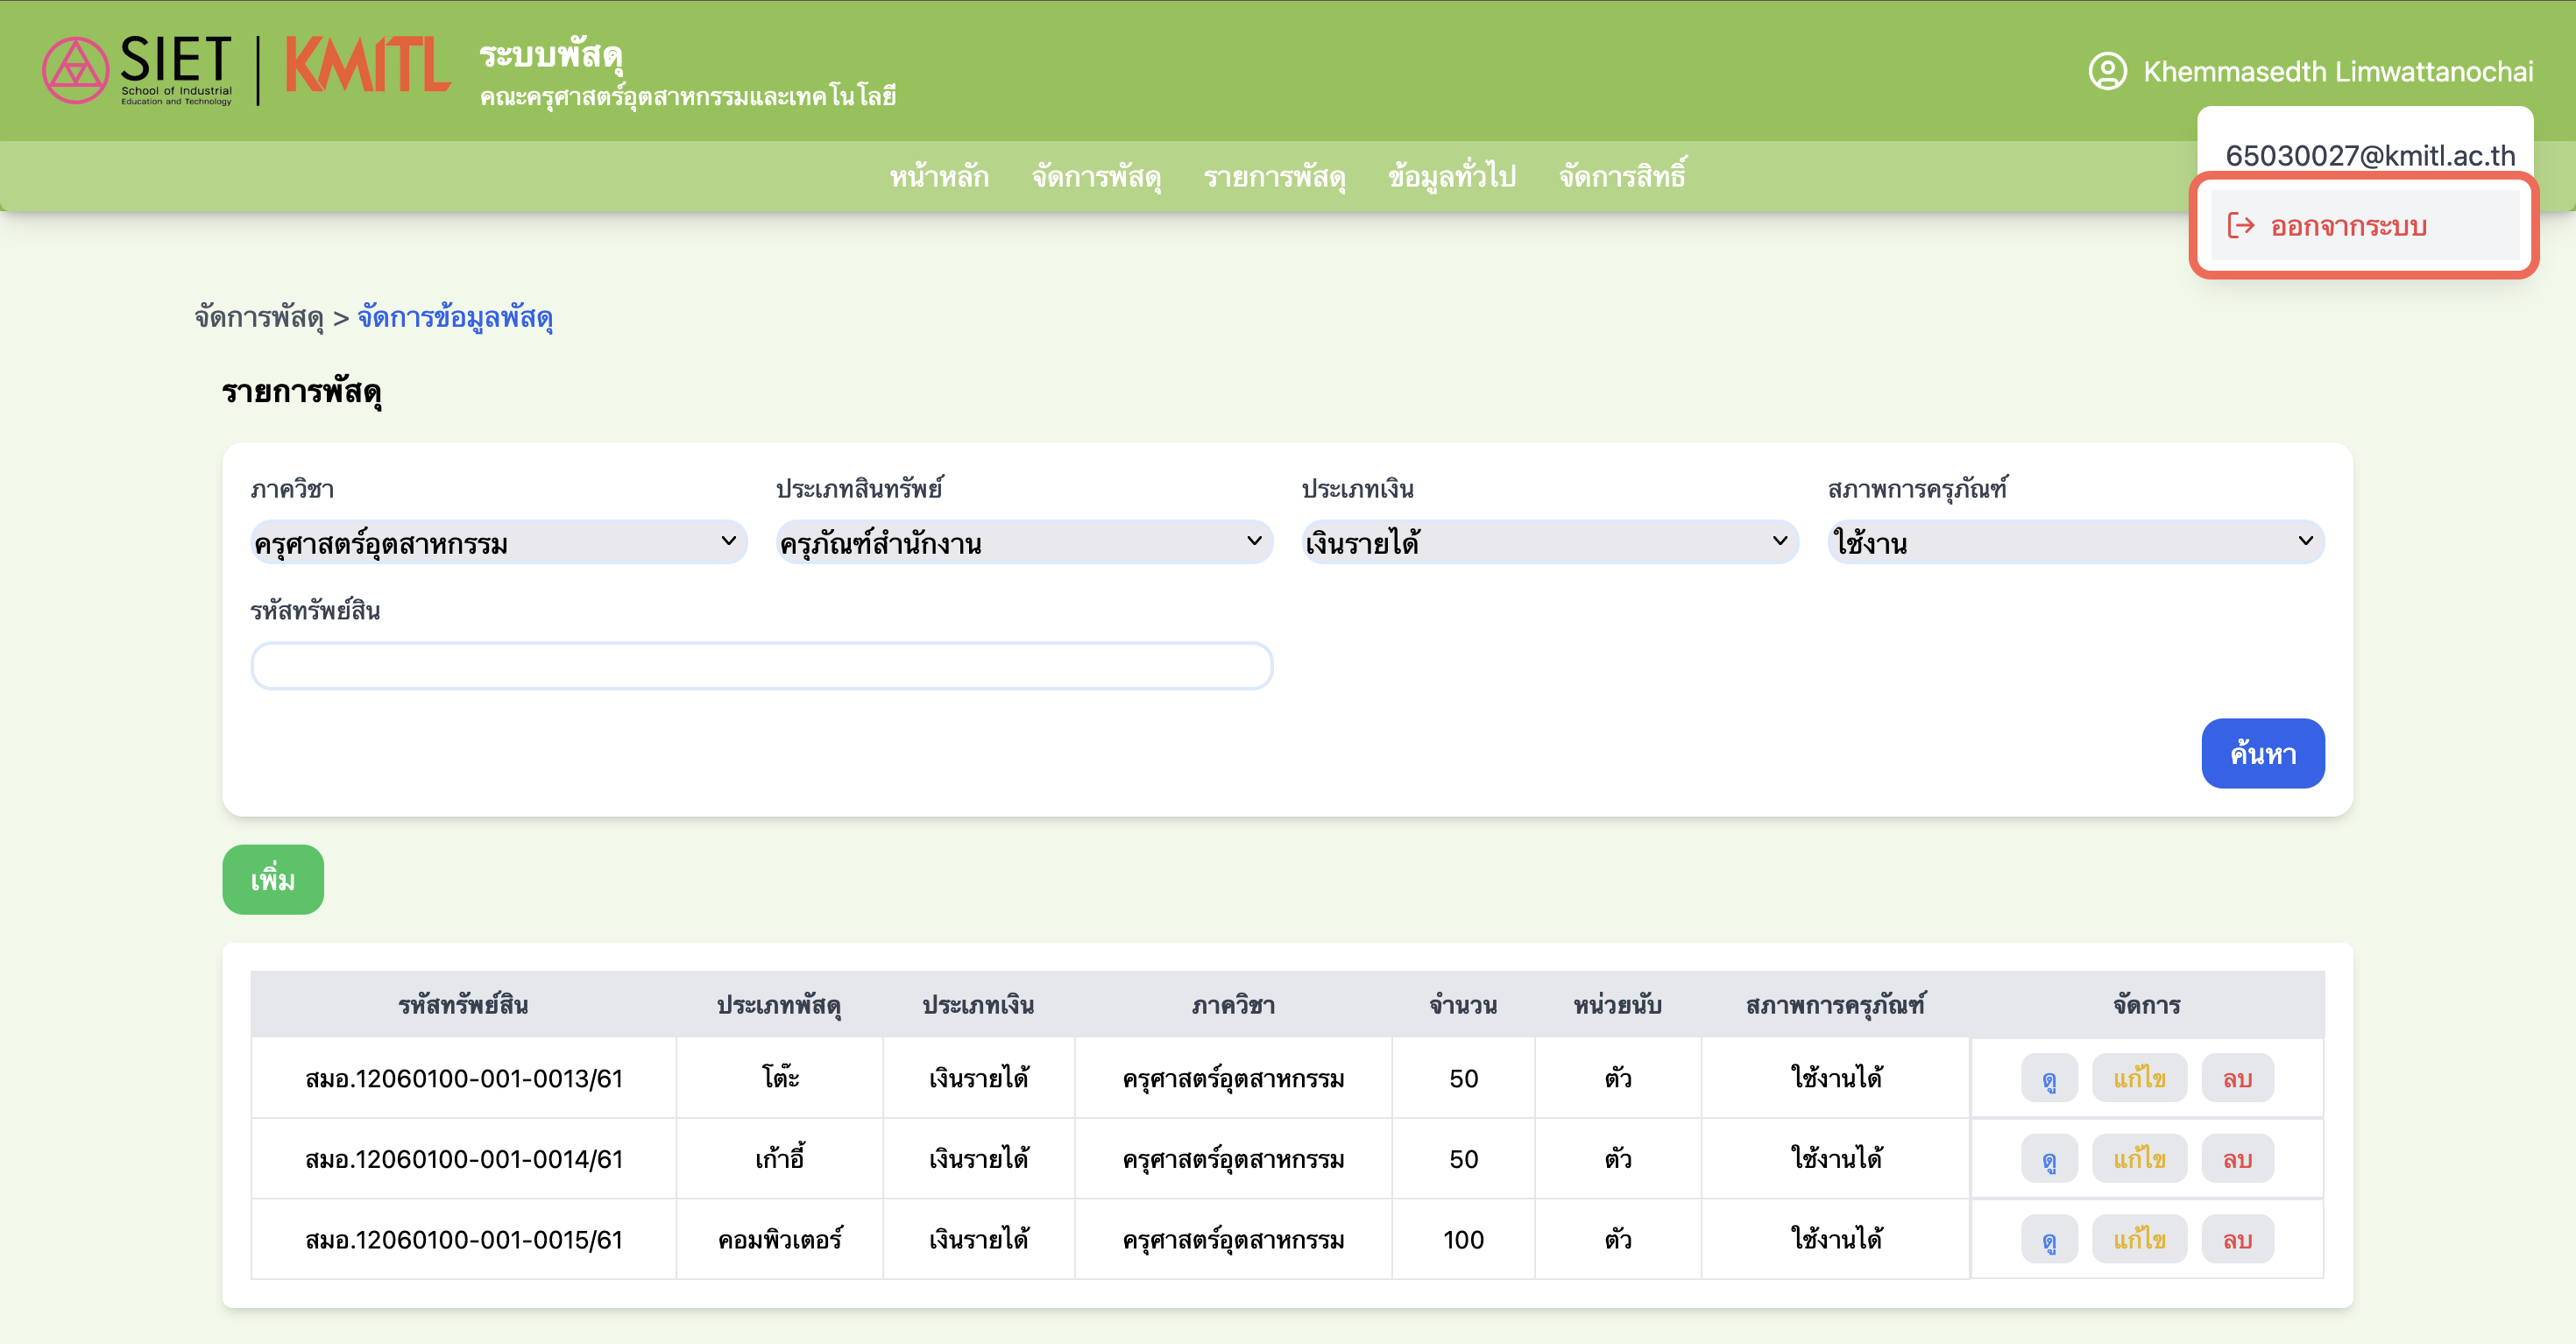 SIET
School of Industrial
Education and Technology
KMITL
ระบบพัสดุ
คณะครุศาสตร์อุตสาหกรรมและเทคโนโลยี
Khemmasedth Limwattanochai
65030027@kmitl.ac.th
ออกจากระบบ
หน้าหลัก จัดการพัสดุ รายการพัสดุ ข้อมูลทั่วไป จัดการสิทธิ์
จัดการพัสดุ > จัดการข้อมูลพัสดุ
รายการพัสดุ
ภาควิชา ประเภทสินทรัพย์ ประเภทเงิน สภาพการครุภัณฑ์
ครุศาสตร์อุตสาหกรรม ครุภัณฑ์สำนักงาน เงินรายได้ ใช้งาน
รหัสทรัพย์สิน
ค้นหา
เพิ่ม
รหัสทรัพย์สิน ประเภทพัสดุ ประเภทเงิน ภาควิชา จำนวน หน่วยนับ สภาพการครุภัณฑ์ จัดการ
สมอ.12060100-001-0013/61 โต๊ะ เงินรายได้ ครุศาสตร์อุตสาหกรรม 50 ตัว ใช้งานได้ ดู แก้ไข ลบ
สมอ.12060100-001-0014/61 เก้าอี้ เงินรายได้ ครุศาสตร์อุตสาหกรรม 50 ตัว ใช้งานได้ ดู แก้ไข ลบ
สมอ.12060100-001-0015/61 คอมพิวเตอร์ เงินรายได้ ครุศาสตร์อุตสาหกรรม 100 ตัว ใช้งานได้ ดู แก้ไข ลบ